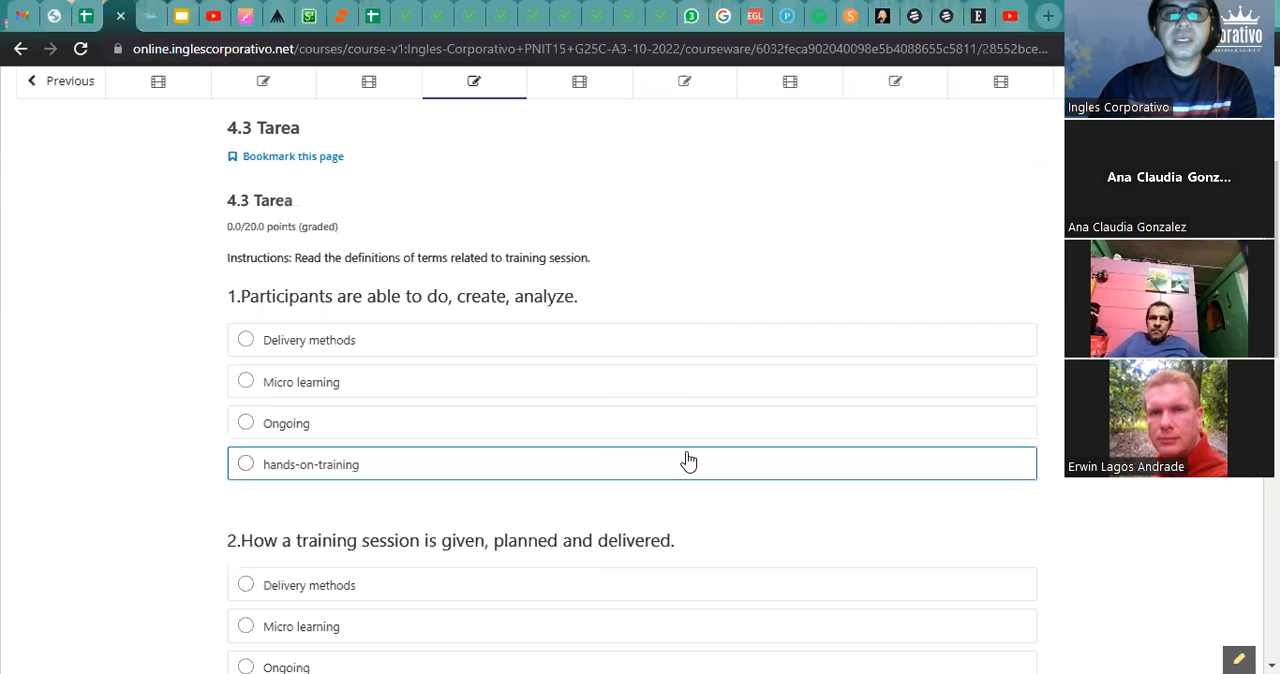 EGL
3
online.inglescorporativo.net/courses/course-v1:Ingles-Corporativo+PNIT15+G25C-A3-10-2022/courseware/6032feca902040098e5b4088655c5811/28552bce...
Previous
4.3 Tarea
Bookmark this page
4.3 Tarea
0.0/20.0 points (graded)
Instructions: Read the definitions of terms related to training session.
1.Participants are able to do, create, analyze.
Delivery methods
Micro learning
Ongoing
hands-on-training
2.How a training session is given, planned and delivered.
Delivery methods
Micro learning
Ongoing
orativo
Ingles Corporativo
Ana Claudia Gonz...
Ana Claudia Gonzalez
Erwin Lagos Andrade